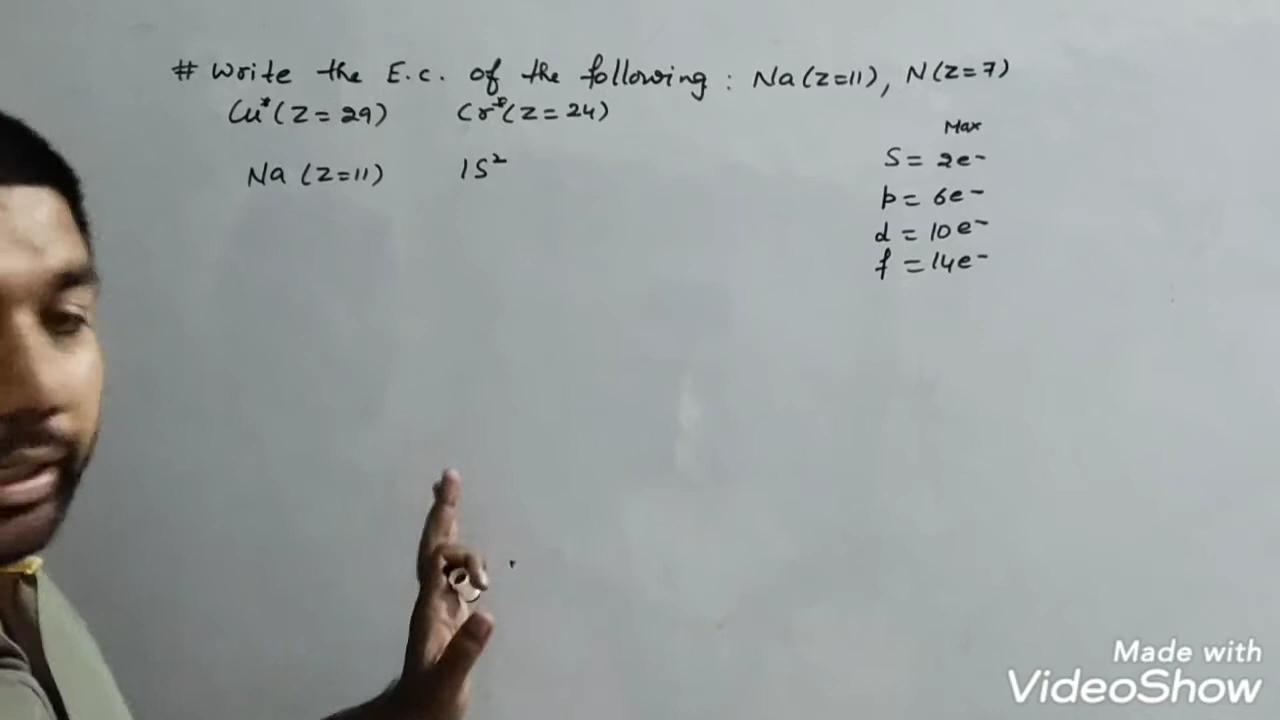 # Write the E.C. of the following : Na (Z=11), N(Z=7)
Cu* (Z = 29) Cr* (Z = 24)
Na (Z=11) 1S²
Max
S = 2e-
p = 6e-
d = 10e-
f = 14e-
Made with
VideoShow